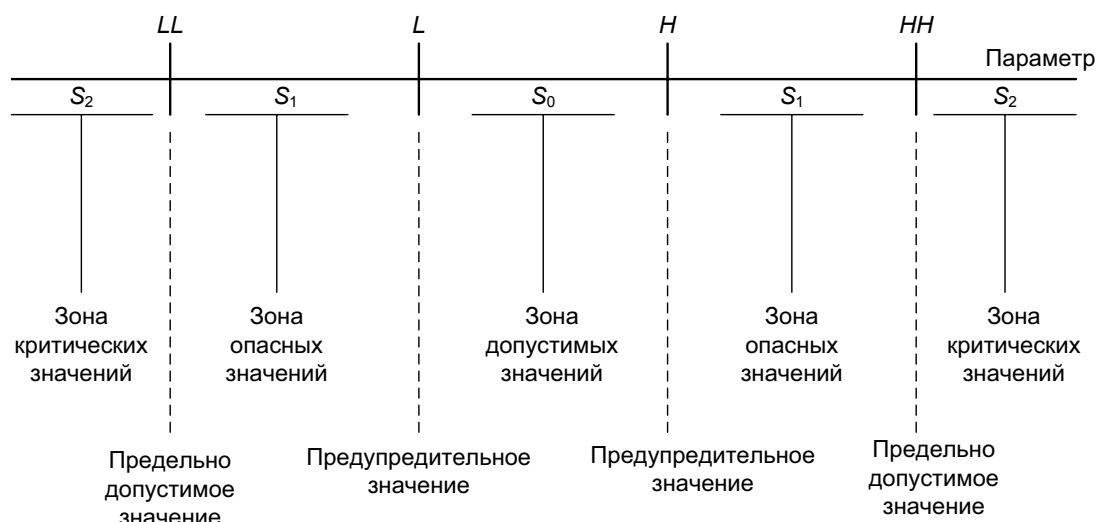 LL L H HH
Параметр
S₂ S₁ S₀ S₁ S₂
Зона
критических
значений
Зона
опасных
значений
Зона
допустимых
значений
Зона
опасных
значений
Зона
критических
значений
Предельно
допустимое
значение
Предупредительное
значение
Предупредительное
значение
Предельно
допустимое
значение